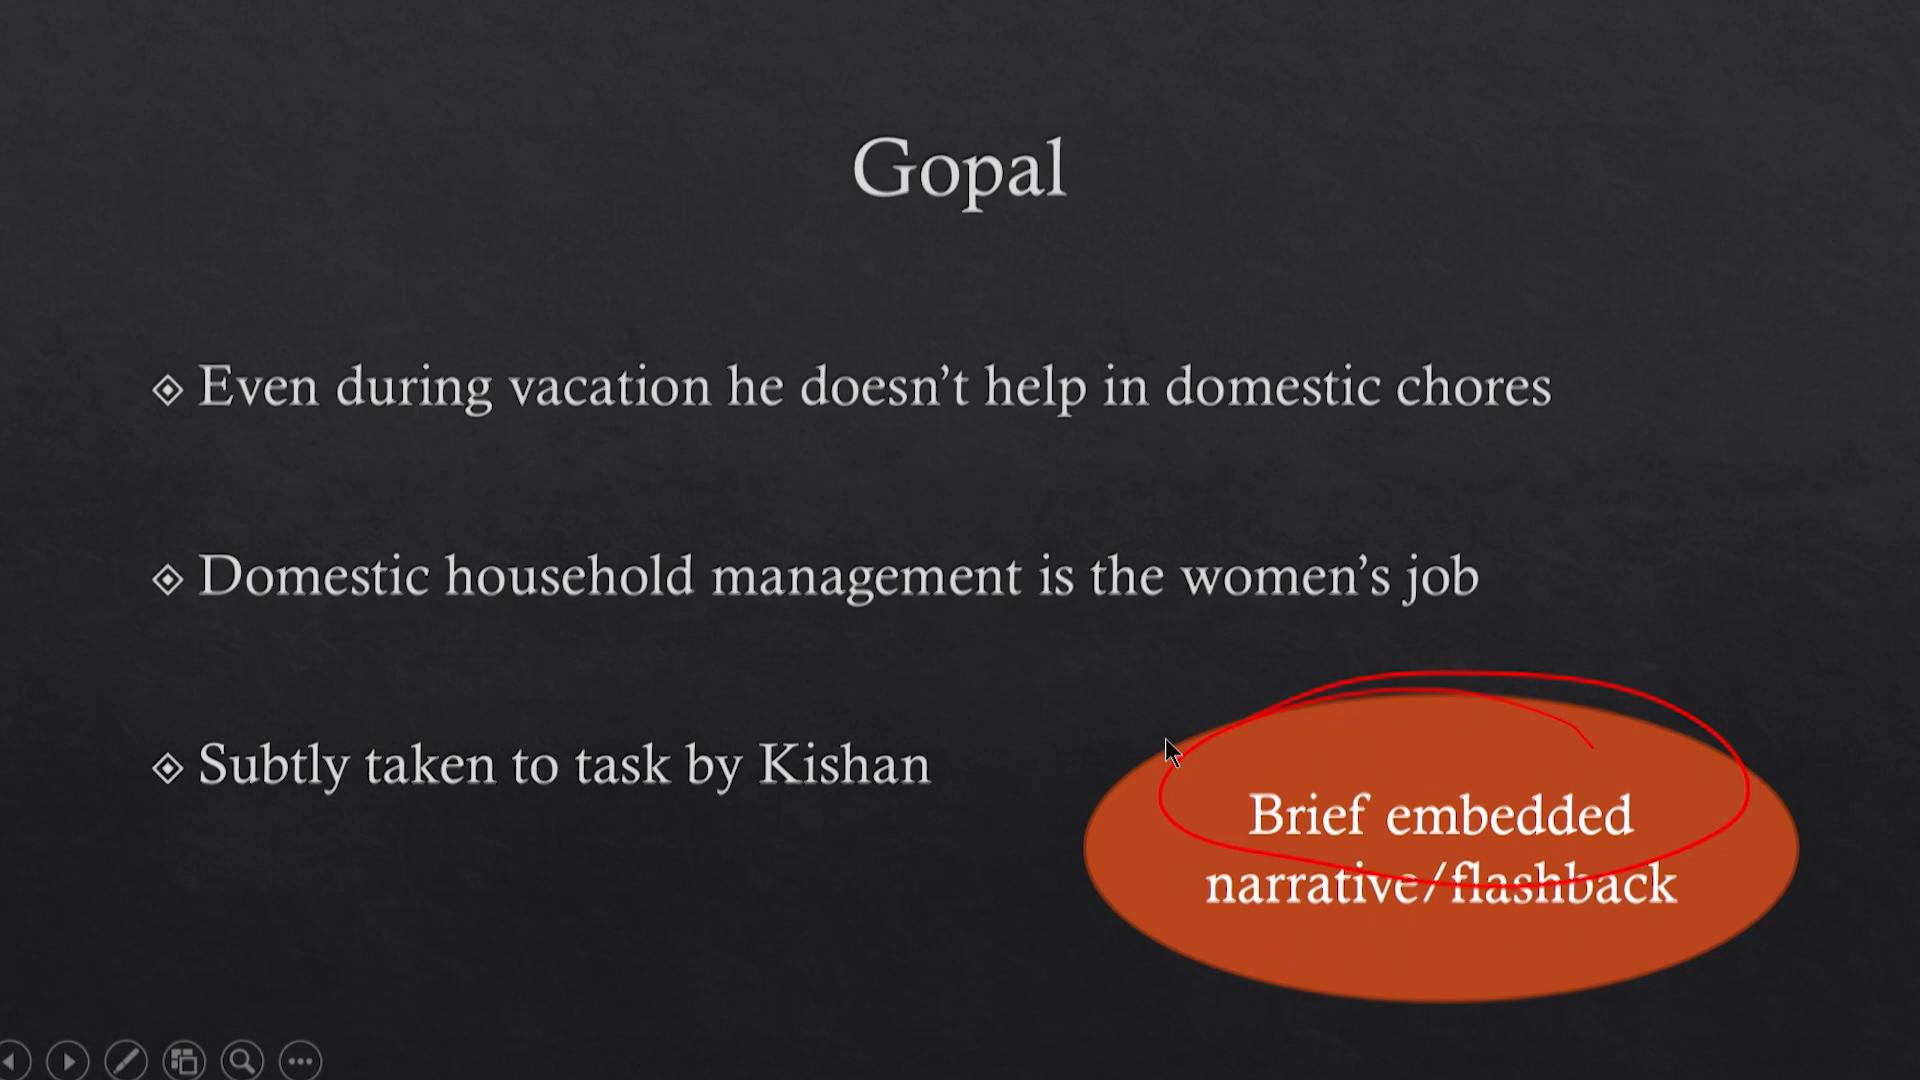 Gopal
Even during vacation he doesn’t help in domestic chores
Domestic household management is the women’s job
Subtly taken to task by Kishan
Brief embedded
narrative/flashback